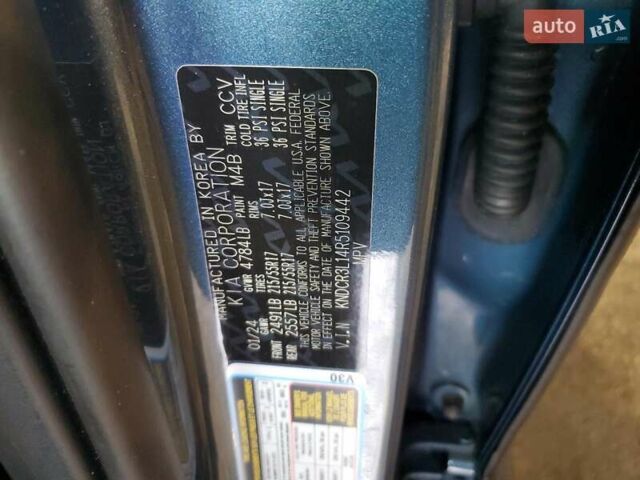 MANUFACTURED IN KOREA BY
KIA CORPORATION
01/24 GVWR 4784LB PAINT M4B TRIM CCV
GAWR TIRES RIMS COLD TIRE INFL
FRONT 2491LB 215/55R17 7.0Jx17 36 PSI SINGLE
REAR 2557LB 215/55R17 7.0Jx17 36 PSI SINGLE
THIS VEHICLE CONFORMS TO ALL APPLICABLE U.S.A. FEDERAL
MOTOR VEHICLE SAFETY AND THEFT PREVENTION STANDARDS
IN EFFECT ON THE DATE OF MANUFACTURE SHOWN ABOVE.
V.I.N KNDCR3L14R5109442
MPV
V30
auto RIA
.com